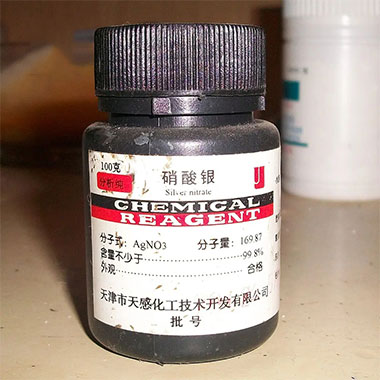 100克
分析纯
硝酸银
Silver nitrate
CHEMICAL
REAGENT
分子式: AgNO3 分子量: 169.87
含量不少于..................99.8%
外观..................合格
天津市天感化工技术开发有限公司
批号